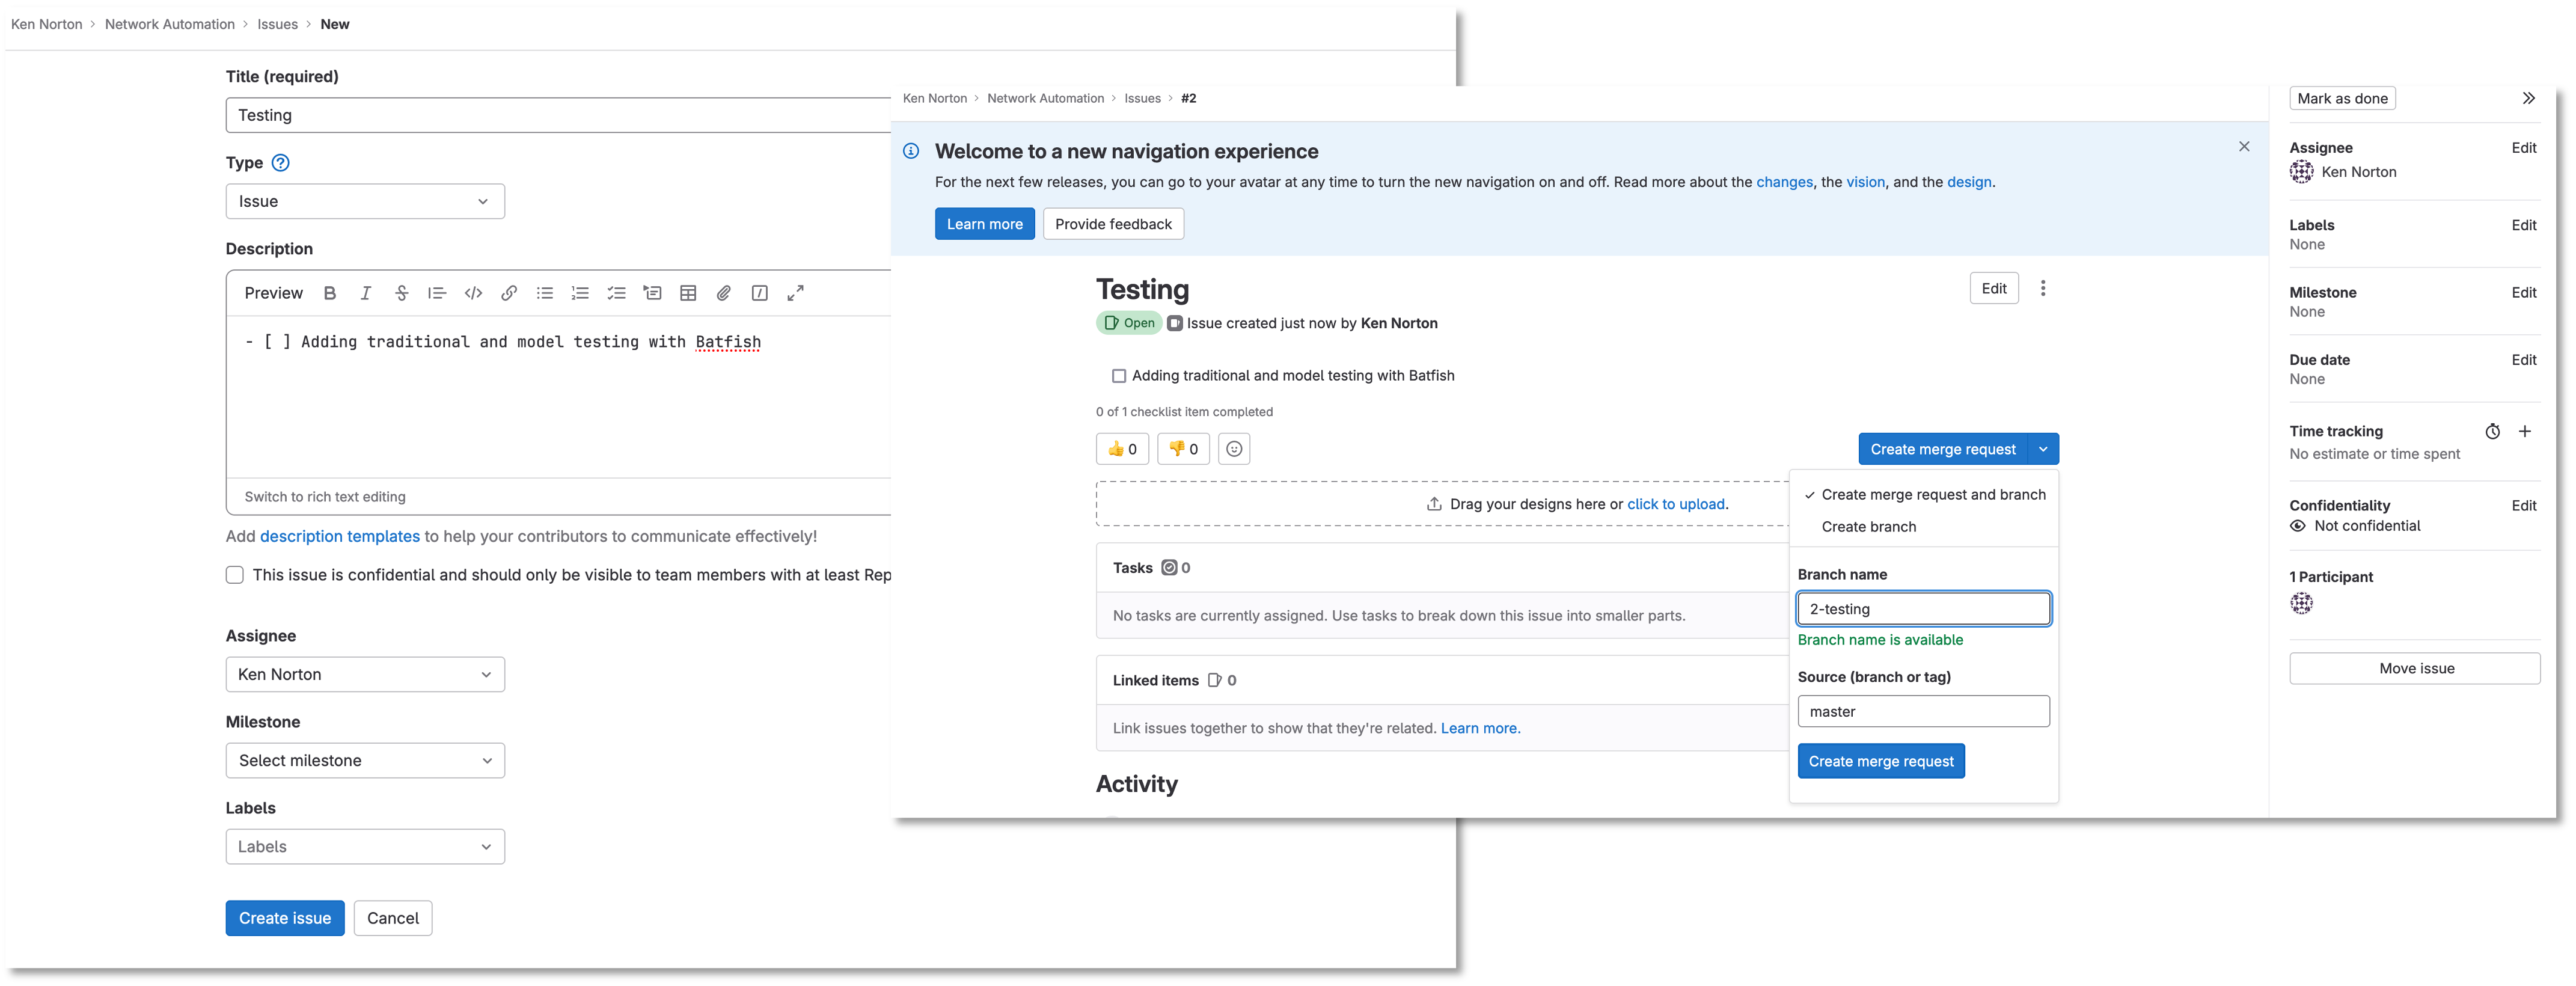 Ken Norton > Network Automation > Issues > New
Title (required)
Testing
Type
Issue
Description
Preview
- [ ] Adding traditional and model testing with Batfish
Switch to rich text editing
Add description templates to help your contributors to communicate effectively!
This issue is confidential and should only be visible to team members with at least Rep
Assignee
Ken Norton
Milestone
Select milestone
Labels
Labels
Create issue Cancel
Ken Norton > Network Automation > Issues > #2
Welcome to a new navigation experience
For the next few releases, you can go to your avatar at any time to turn the new navigation on and off. Read more about the changes, the vision, and the design.
Learn more Provide feedback
Testing
Edit
Open Issue created just now by Ken Norton
Adding traditional and model testing with Batfish
0 of 1 checklist item completed
👍 0 👎 0
Create merge request
Drag your designs here or click to upload.
Tasks 0
No tasks are currently assigned. Use tasks to break down this issue into smaller parts.
Linked items 0
Link issues together to show that they're related. Learn more.
Activity
Create merge request and branch
Create branch
Branch name
2-testing
Branch name is available
Source (branch or tag)
master
Create merge request
Mark as done
Assignee Edit
Ken Norton
Labels Edit
None
Milestone Edit
None
Due date Edit
None
Time tracking
No estimate or time spent
Confidentiality Edit
Not confidential
1 Participant
Move issue